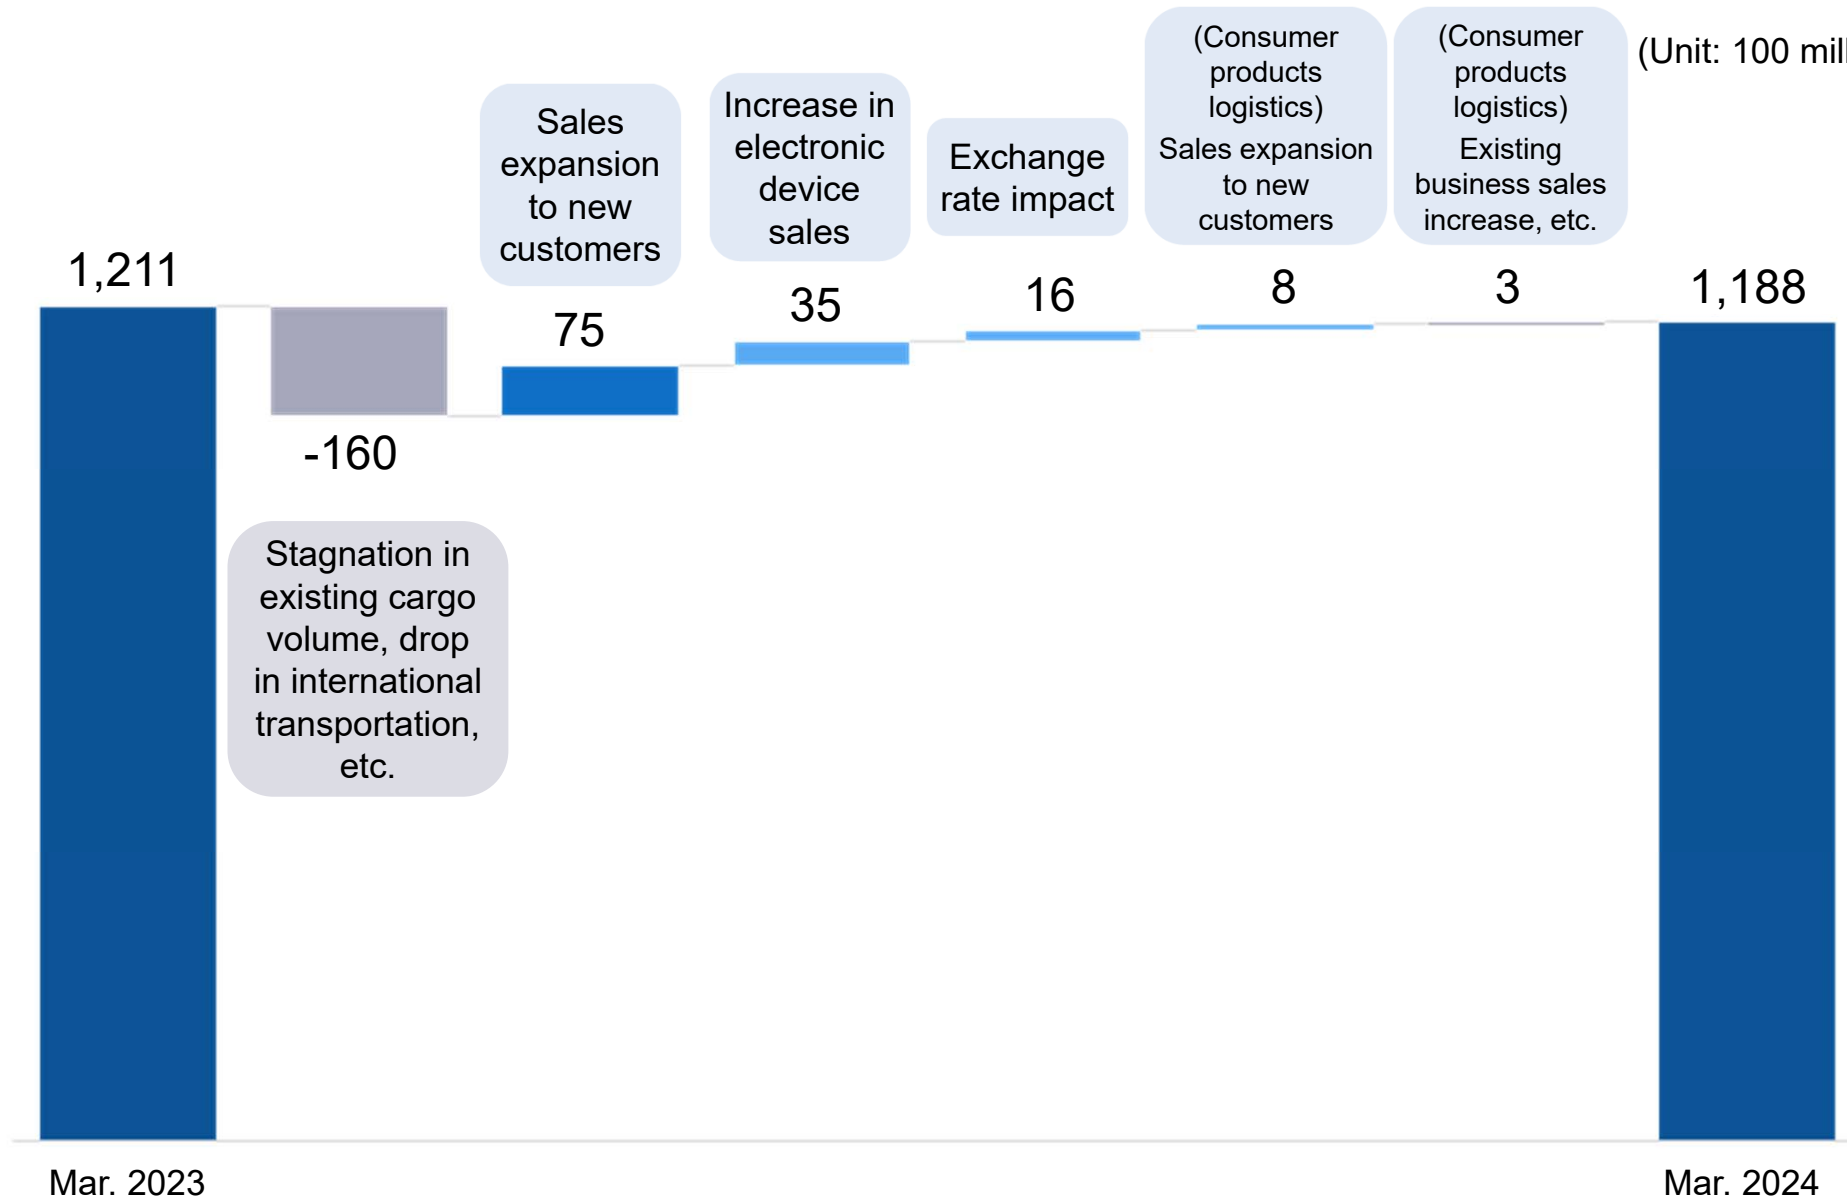 (Unit: 100 mill
Sales
expansion
to new
customers
Increase in
electronic
device
sales
Exchange
rate impact
(Consumer
products
logistics)
Sales expansion
to new
customers
(Consumer
products
logistics)
Existing
business sales
increase, etc.
1,211
-160
75
35
16
8
3
1,188
Stagnation in
existing cargo
volume, drop
in international
transportation,
etc.
Mar. 2023
Mar. 2024